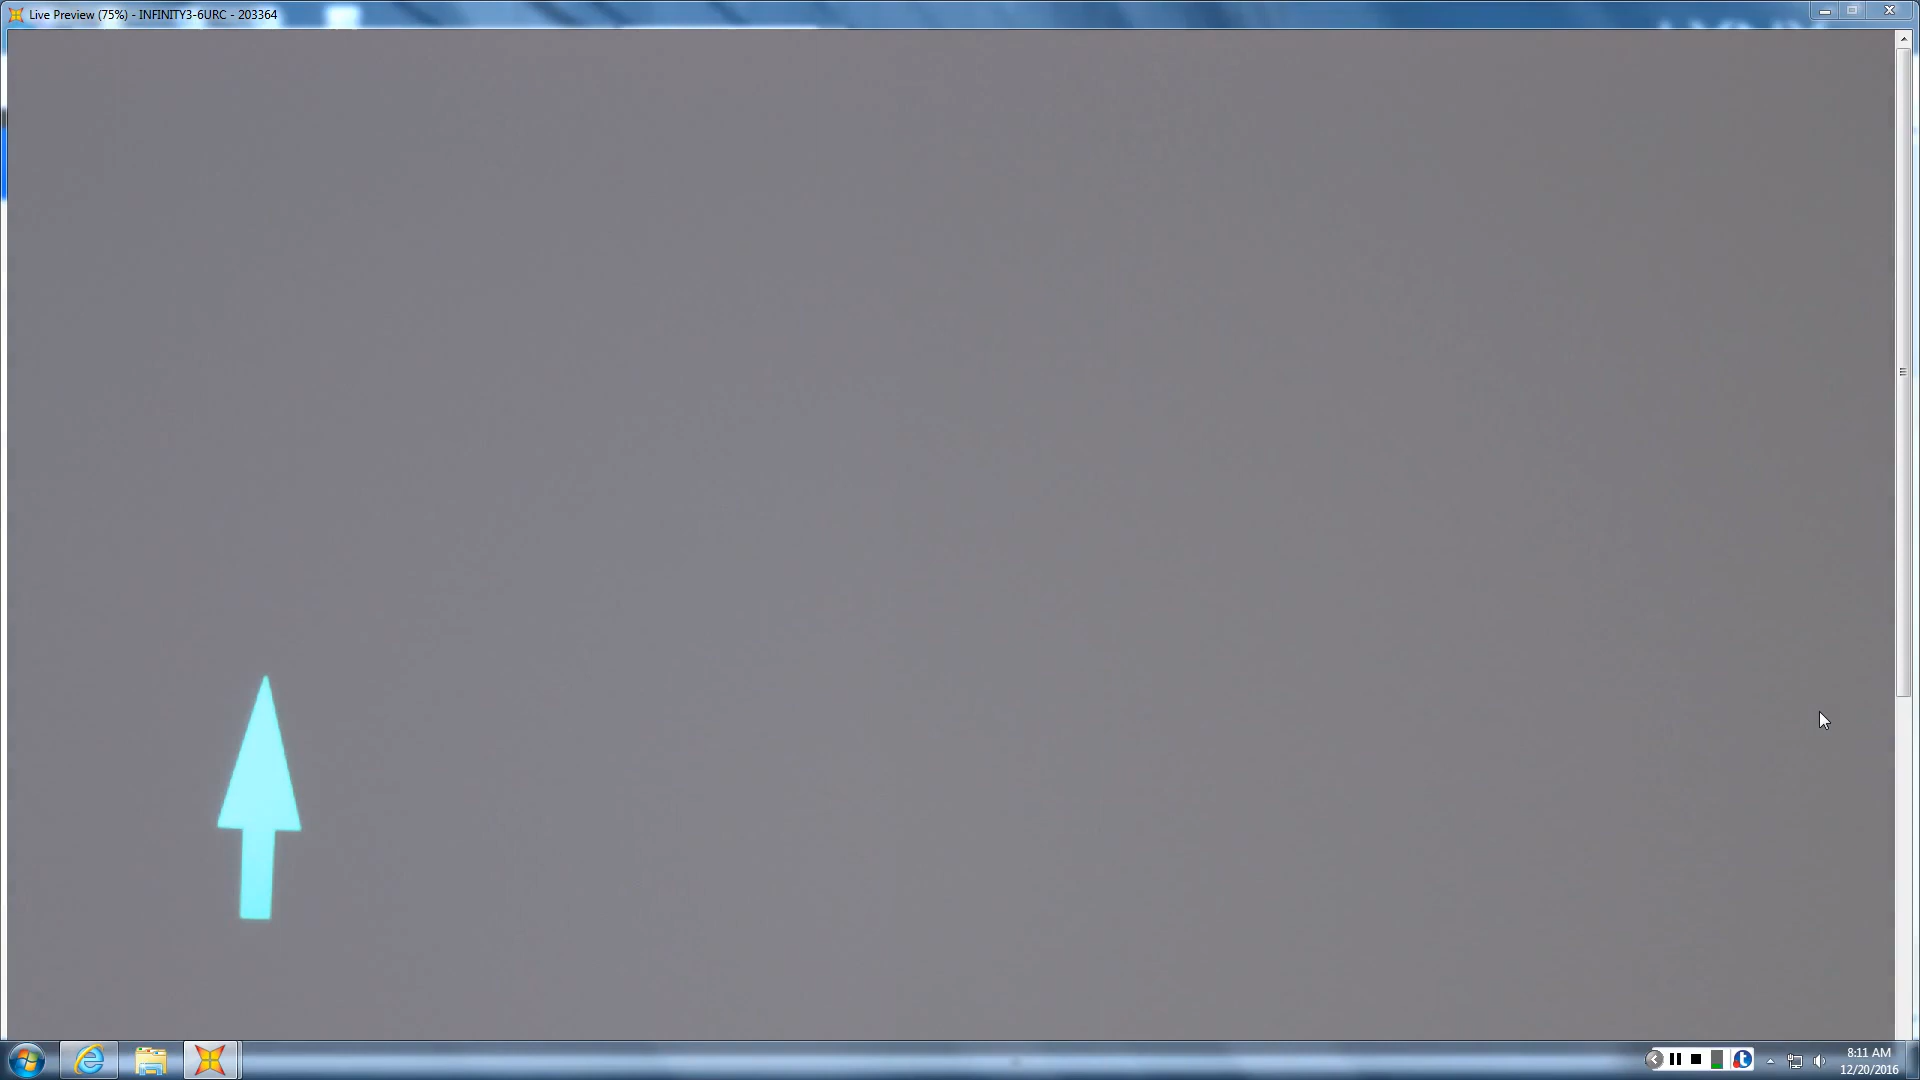 Live Preview (75%) - INFINITY3-6URC - 203364
8:11 AM
12/20/2016